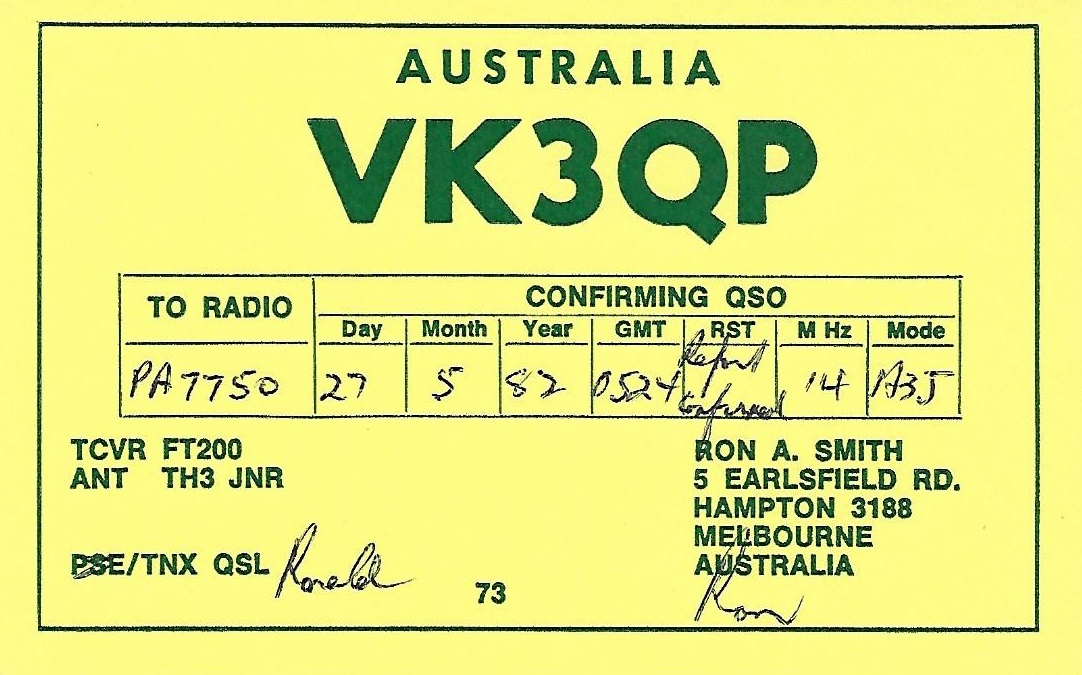 AUSTRALIA
VK3QP
TO RADIO
CONFIRMING QSO
Day Month Year GMT RST M Hz Mode
PA7750 27 5 82 0524 Report Confirmed 14 A3J
TCVR FT200
ANT TH3 JNR
RON A. SMITH
5 EARLSFIELD RD.
HAMPTON 3188
MELBOURNE
AUSTRALIA
PSE/TNX QSL Ronald
73
Ron